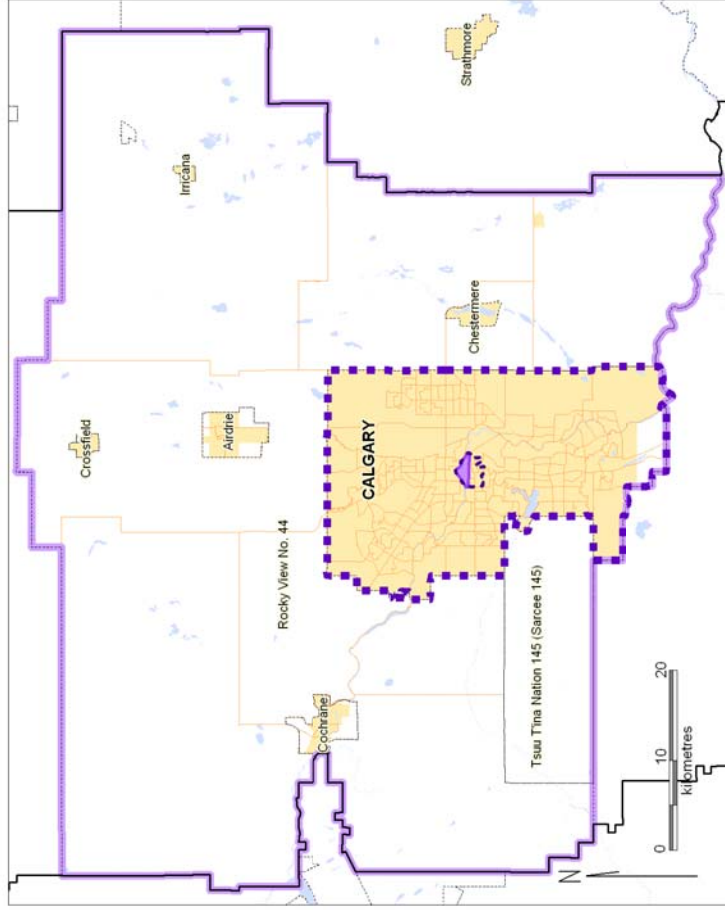 Crossfield
Irricana
Airdrie
Rocky View No. 44
Cochrane
CALGARY
Chestermere
Strathmore
Tsuu T'ina Nation 145 (Sarcee 145)
N
0 10 20
kilometres